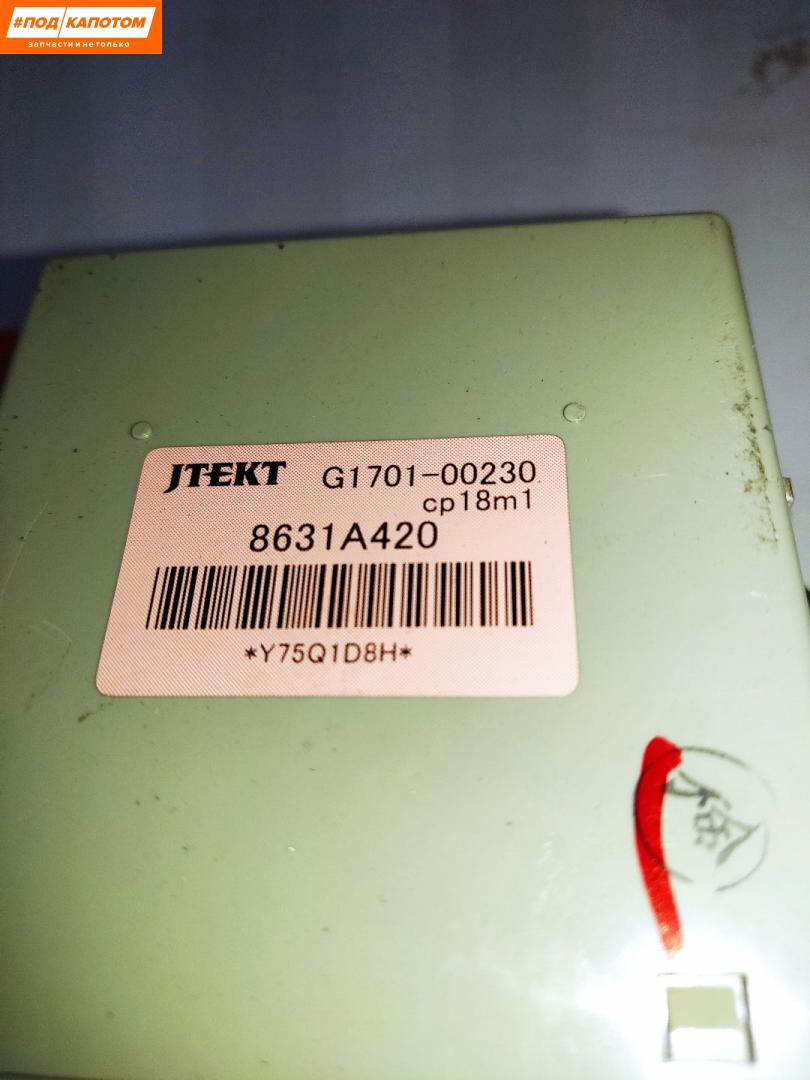 #ПОД КАПОТОМ
запчасти и не только
JTEKT G1701-00230
cp18m1
8631A420
*Y75Q1D8H*